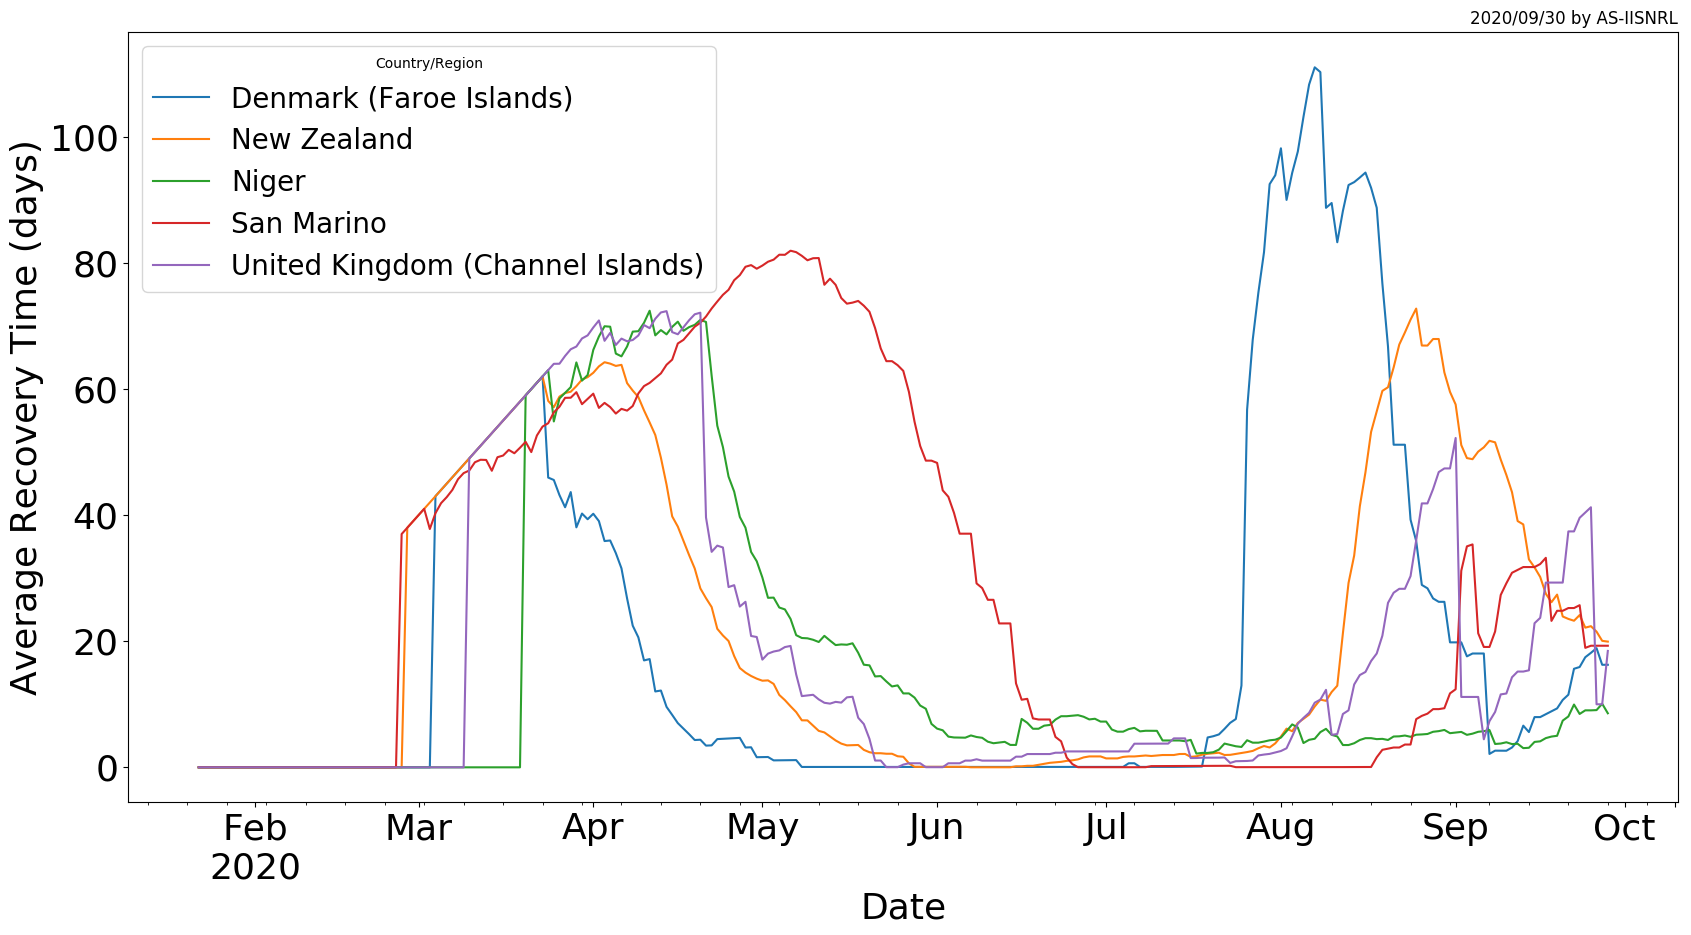 2020/09/30 by AS-IISNRL
Country/Region
Denmark (Faroe Islands)
New Zealand
Niger
San Marino
United Kingdom (Channel Islands)
Average Recovery Time (days)
100
80
60
40
20
0
Feb Mar Apr May Jun Jul Aug Sep Oct
2020
Date